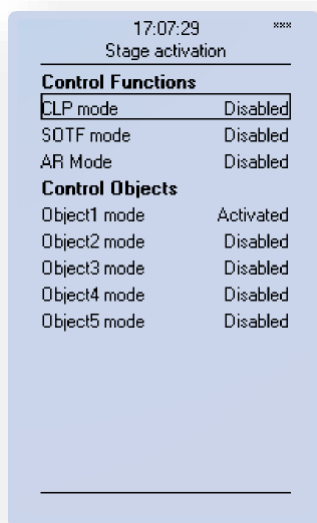 17:07:29 ***
Stage activation
Control Functions
CLP mode Disabled
SOTF mode Disabled
AR Mode Disabled
Control Objects
Object1 mode Activated
Object2 mode Disabled
Object3 mode Disabled
Object4 mode Disabled
Object5 mode Disabled